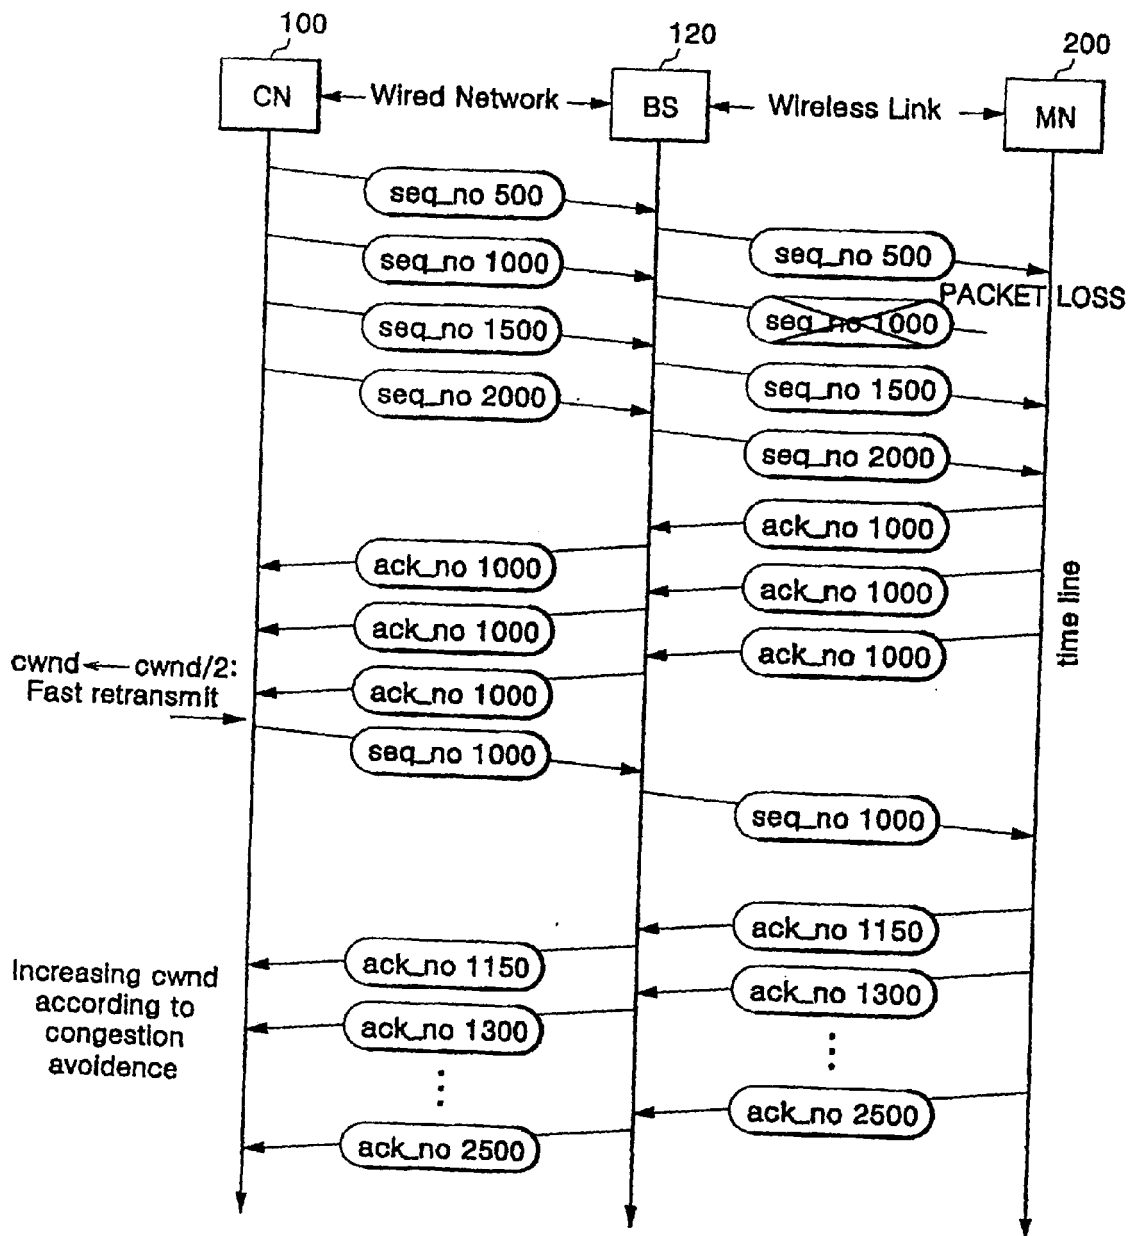 100
120
200
CN
Wired Network
BS
Wireless Link
MN
seq_no 500
seq_no 500
seq_no 1000
PACKET LOSS
seq_no 1000
seq_no 1500
seq_no 1500
seq_no 2000
seq_no 2000
ack_no 1000
ack_no 1000
ack_no 1000
ack_no 1000
ack_no 1000
time line
cwnd ← cwnd/2:
Fast retransmit
ack_no 1000
seq_no 1000
seq_no 1000
ack_no 1150
ack_no 1150
ack_no 1300
ack_no 1300
Increasing cwnd
according to
congestion
avoidence
ack_no 2500
ack_no 2500